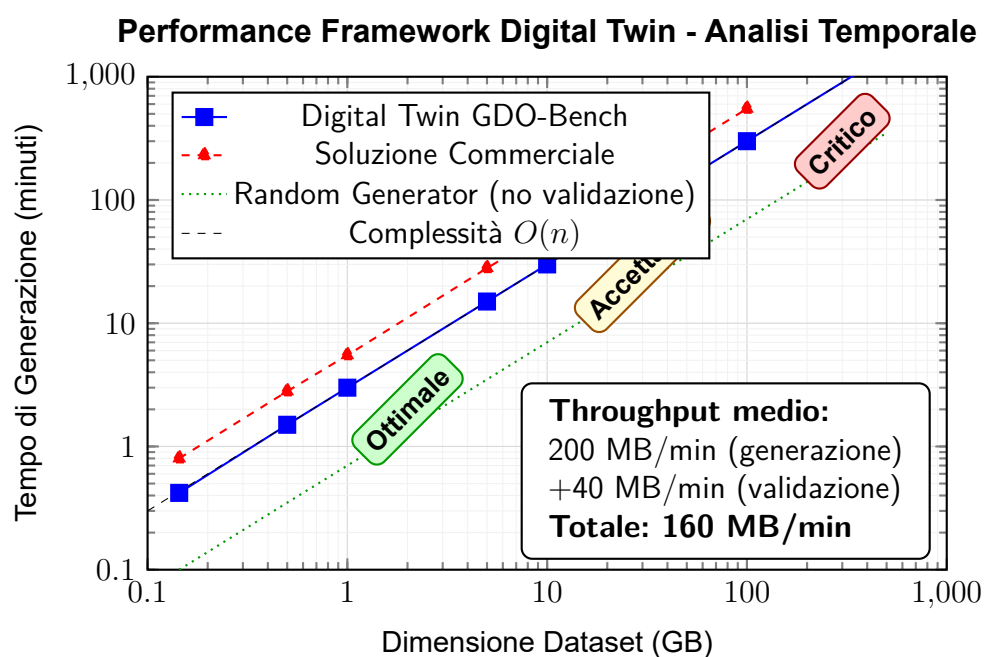 Performance Framework Digital Twin - Analisi Temporale
Tempo di Generazione (minuti)
1,000
100
10
1
0.1
Digital Twin GDO-Bench
Soluzione Commerciale
Random Generator (no validazione)
Complessità O(n)
Critico
Ottimale
Throughput medio:
200 MB/min (generazione)
+40 MB/min (validazione)
Totale: 160 MB/min
0.1
1
10
100
1,000
Dimensione Dataset (GB)